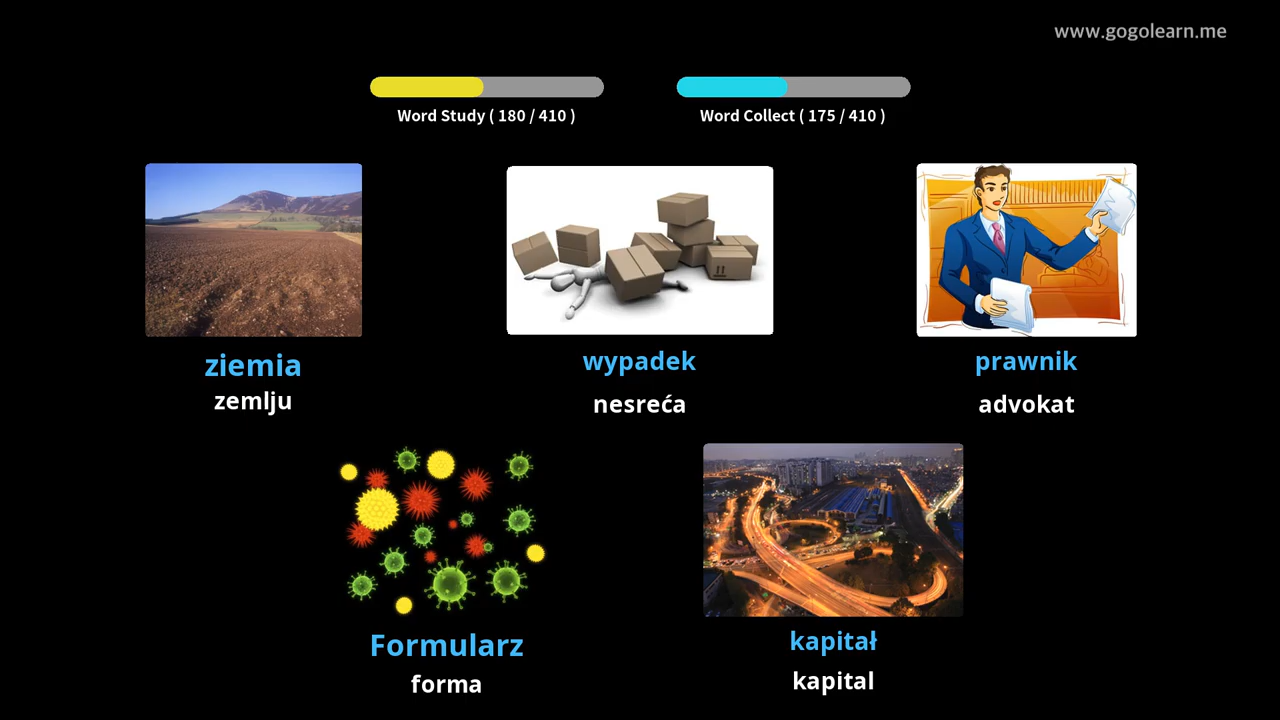 www.gogolearn.me
Word Study ( 180 / 410 )
Word Collect ( 175 / 410 )
ziemia
zemlju
wypadek
nesreća
prawnik
advokat
Formularz
forma
kapitał
kapital